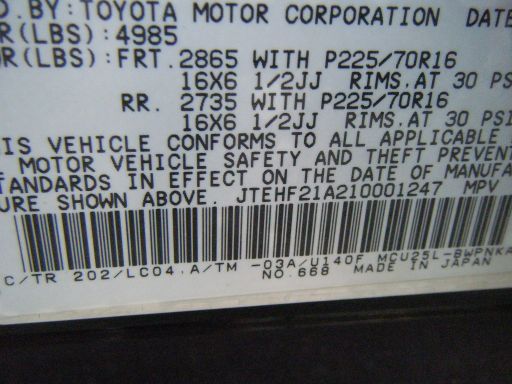 D.BY:TOYOTA MOTOR CORPORATION DATE
R(LBS):4985
R(LBS):FRT.2865 WITH P225/70R16
16X6 1/2JJ RIMS,AT 30 PSI
RR. 2735 WITH P225/70R16
16X6 1/2JJ RIMS,AT 30 PSI
IS VEHICLE CONFORMS TO ALL APPLICABLE
MOTOR VEHICLE SAFETY AND THEFT PREVENT
TANDARDS IN EFFECT ON THE DATE OF MANUFA
URE SHOWN ABOVE. JTEHF21A210001247 MPV
C/TR 202/LC04.A/TM -03A/U140F MCU25L-BWPNKA
NO.668 MADE IN JAPAN